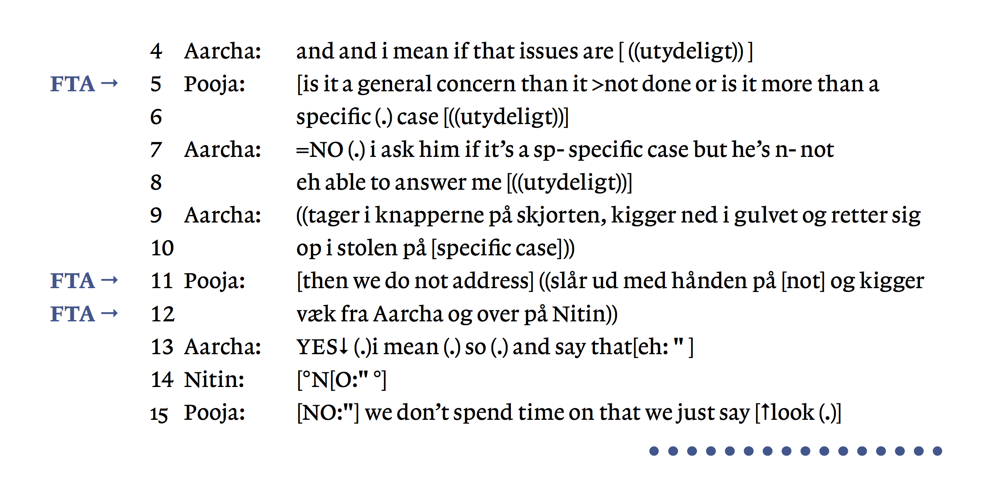 4 Aarcha: and and i mean if that issues are [ ((utydeligt)) ]
FTA → 5 Pooja: [is it a general concern than it >not done or is it more than a
6 specific (.) case [((utydeligt))]
7 Aarcha: =NO (.) i ask him if it’s a sp- specific case but he’s n- not
8 eh able to answer me [((utydeligt))]
9 Aarcha: ((tager i knapperne på skjorten, kigger ned i gulvet og retter sig
10 op i stolen på [specific case]))
FTA → 11 Pooja: [then we do not address] ((slår ud med hånden på [not] og kigger
FTA → 12 væk fra Aarcha og over på Nitin))
13 Aarcha: YES↓ (.)i mean (.) so (.) and say that[eh: " ]
14 Nitin: [°N[O:" °]
15 Pooja: [NO:"] we don’t spend time on that we just say [↑look (.)]